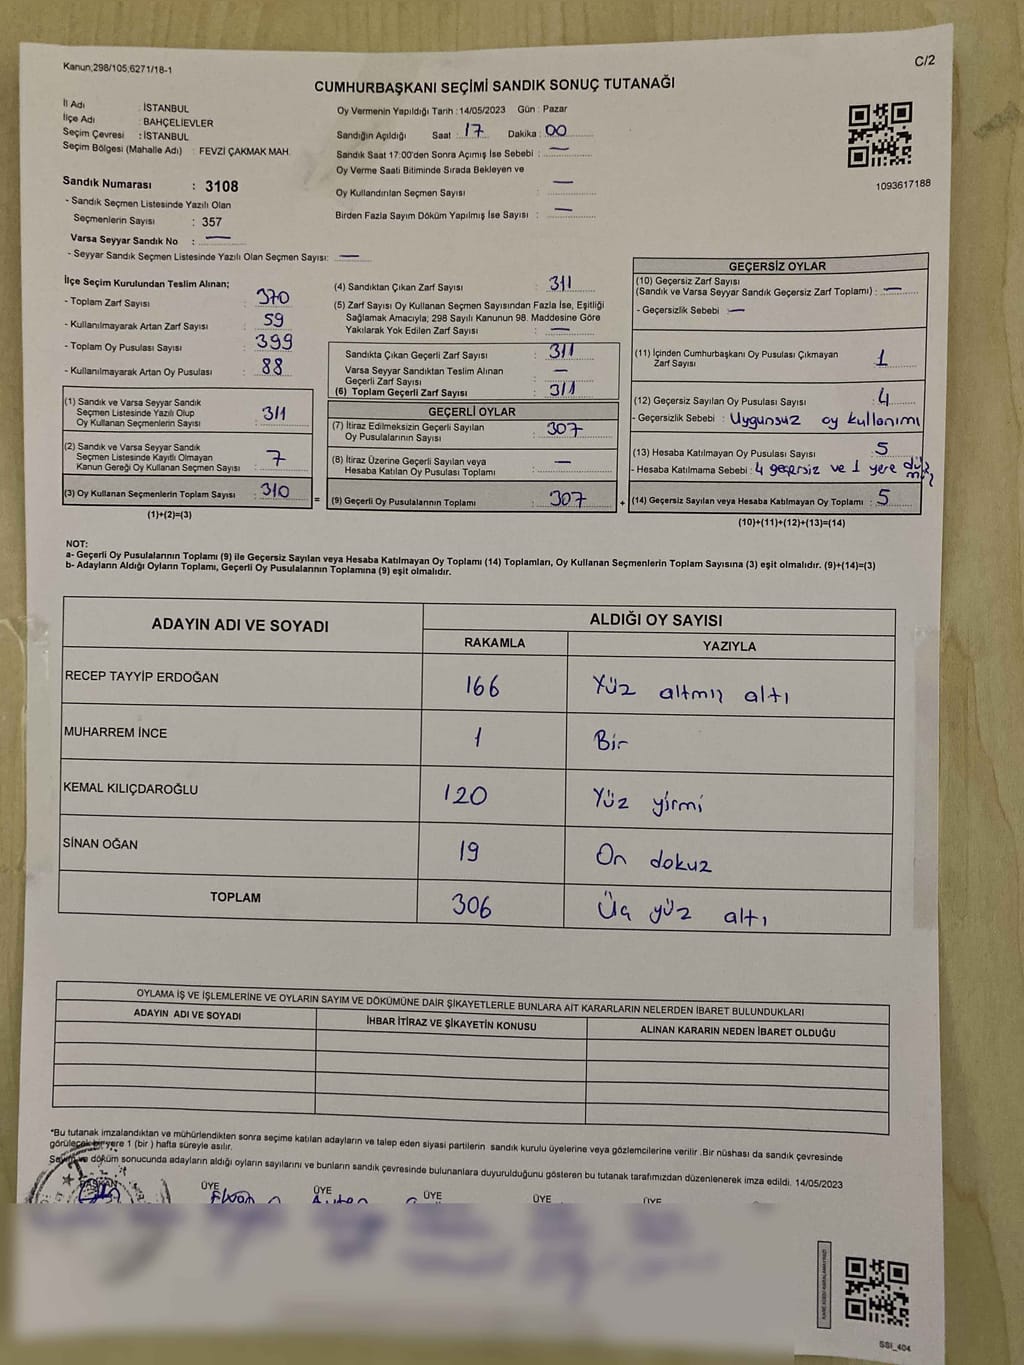 Kanun;298/105;6271/18-1
C/2
CUMHURBAŞKANI SEÇİMİ SANDIK SONUÇ TUTANAĞI
İl Adı : İSTANBUL
İlçe Adı : BAHÇELİEVLER
Seçim Çevresi : İSTANBUL
Seçim Bölgesi (Mahalle Adı) : FEVZİ ÇAKMAK MAH.
Sandık Numarası : 3108
- Sandık Seçmen Listesinde Yazılı Olan
Seçmenlerin Sayısı : 357
Varsa Seyyar Sandık No : —
- Seyyar Sandık Seçmen Listesinde Yazılı Olan Seçmen Sayısı: —
Oy Vermenin Yapıldığı Tarih : 14/05/2023 Gün : Pazar
Sandığın Açıldığı Saat : 17 Dakika : 00
Sandık Saat 17:00'den Sonra Açımış İse Sebebi : —
Oy Verme Saati Bitiminde Sırada Bekleyen ve
Oy Kullandırılan Seçmen Sayısı : —
Birden Fazla Sayım Döküm Yapılmış İse Sayısı : —
1093617188
İlçe Seçim Kurulundan Teslim Alınan;
- Toplam Zarf Sayısı : 370
- Kullanılmayarak Artan Zarf Sayısı : 59
- Toplam Oy Pusulası Sayısı : 399
- Kullanılmayarak Artan Oy Pusulası : 88
(1) Sandık ve Varsa Seyyar Sandık
Seçmen Listesinde Yazılı Olup
Oy Kullanan Seçmenlerin Sayısı : 311
(2) Sandık ve Varsa Seyyar Sandık
Seçmen Listesinde Kayıtlı Olmayan
Kanun Gereği Oy Kullanan Seçmen Sayısı : 7
(3) Oy Kullanan Seçmenlerin Toplam Sayısı : 310
(1)+(2)=(3)
=
(4) Sandıktan Çıkan Zarf Sayısı : 311
(5) Zarf Sayısı Oy Kullanan Seçmen Sayısından Fazla İse, Eşitliği
Sağlamak Amacıyla; 298 Sayılı Kanunun 98. Maddesine Göre
Yakılarak Yok Edilen Zarf Sayısı : —
Sandıkta Çıkan Geçerli Zarf Sayısı : 311
Varsa Seyyar Sandıktan Teslim Alınan
Geçerli Zarf Sayısı : —
(6) Toplam Geçerli Zarf Sayısı : 311
GEÇERLİ OYLAR
(7) İtiraz Edilmeksizin Geçerli Sayılan
Oy Pusulalarının Sayısı : 307
(8) İtiraz Üzerine Geçerli Sayılan veya
Hesaba Katılan Oy Pusulası Toplamı : —
(9) Geçerli Oy Pusulalarının Toplamı : 307
+
GEÇERSİZ OYLAR
(10) Geçersiz Zarf Sayısı
(Sandık ve Varsa Seyyar Sandık Geçersiz Zarf Toplamı) : —
- Geçersizlik Sebebi : —
(11) İçinden Cumhurbaşkanı Oy Pusulası Çıkmayan
Zarf Sayısı : 1
(12) Geçersiz Sayılan Oy Pusulası Sayısı : 4
- Geçersizlik Sebebi : Uygunsuz oy kullanımı
(13) Hesaba Katılmayan Oy Pusulası Sayısı : 5
- Hesaba Katılmama Sebebi : 4 geçersiz ve 1 yere
(14) Geçersiz Sayılan veya Hesaba Katılmayan Oy Toplamı : 5
(10)+(11)+(12)+(13)=(14)
NOT:
a- Geçerli Oy Pusulalarının Toplamı (9) ile Geçersiz Sayılan veya Hesaba Katılmayan Oy Toplamı (14) Toplamları, Oy Kullanan Seçmenlerin Toplam Sayısına (3) eşit olmalıdır. (9)+(14)=(3)
b- Adayların Aldığı Oyların Toplamı, Geçerli Oy Pusulalarının Toplamına (9) eşit olmalıdır.
ADAYIN ADI VE SOYADI ALDIĞI OY SAYISI
RAKAMLA YAZIYLA
RECEP TAYYİP ERDOĞAN 166 Yüz altmış altı
MUHARREM İNCE 1 Bir
KEMAL KILIÇDAROĞLU 120 Yüz yirmi
SİNAN OĞAN 19 On dokuz
TOPLAM 306 Üç yüz altı
OYLAMA İŞ VE İŞLEMLERİNE VE OYLARIN SAYIM VE DÖKÜMÜNE DAİR ŞİKAYETLERLE BUNLARA AİT KARARLARIN NELERDEN İBARET BULUNDUKLARI
ADAYIN ADI VE SOYADI İHBAR İTİRAZ VE ŞİKAYETİN KONUSU ALINAN KARARIN NEDEN İBARET OLDUĞU
*Bu tutanak imzalandıktan ve mühürlendikten sonra seçime katılan adayların ve talep eden siyasi partilerin sandık kurulu üyelerine veya gözlemcilerine verilir .Bir nüshası da sandık çevresinde
görülecek bir yere 1 (bir ) hafta süreyle asılır.
Sayım ve döküm sonucunda adayların aldığı oyların sayılarını ve bunların sandık çevresinde bulunanlara duyurulduğunu gösteren bu tutanak tarafımızdan düzenlenerek imza edildi. 14/05/2023
ÜYE ÜYE ÜYE ÜYE ÜYE
SSI_404